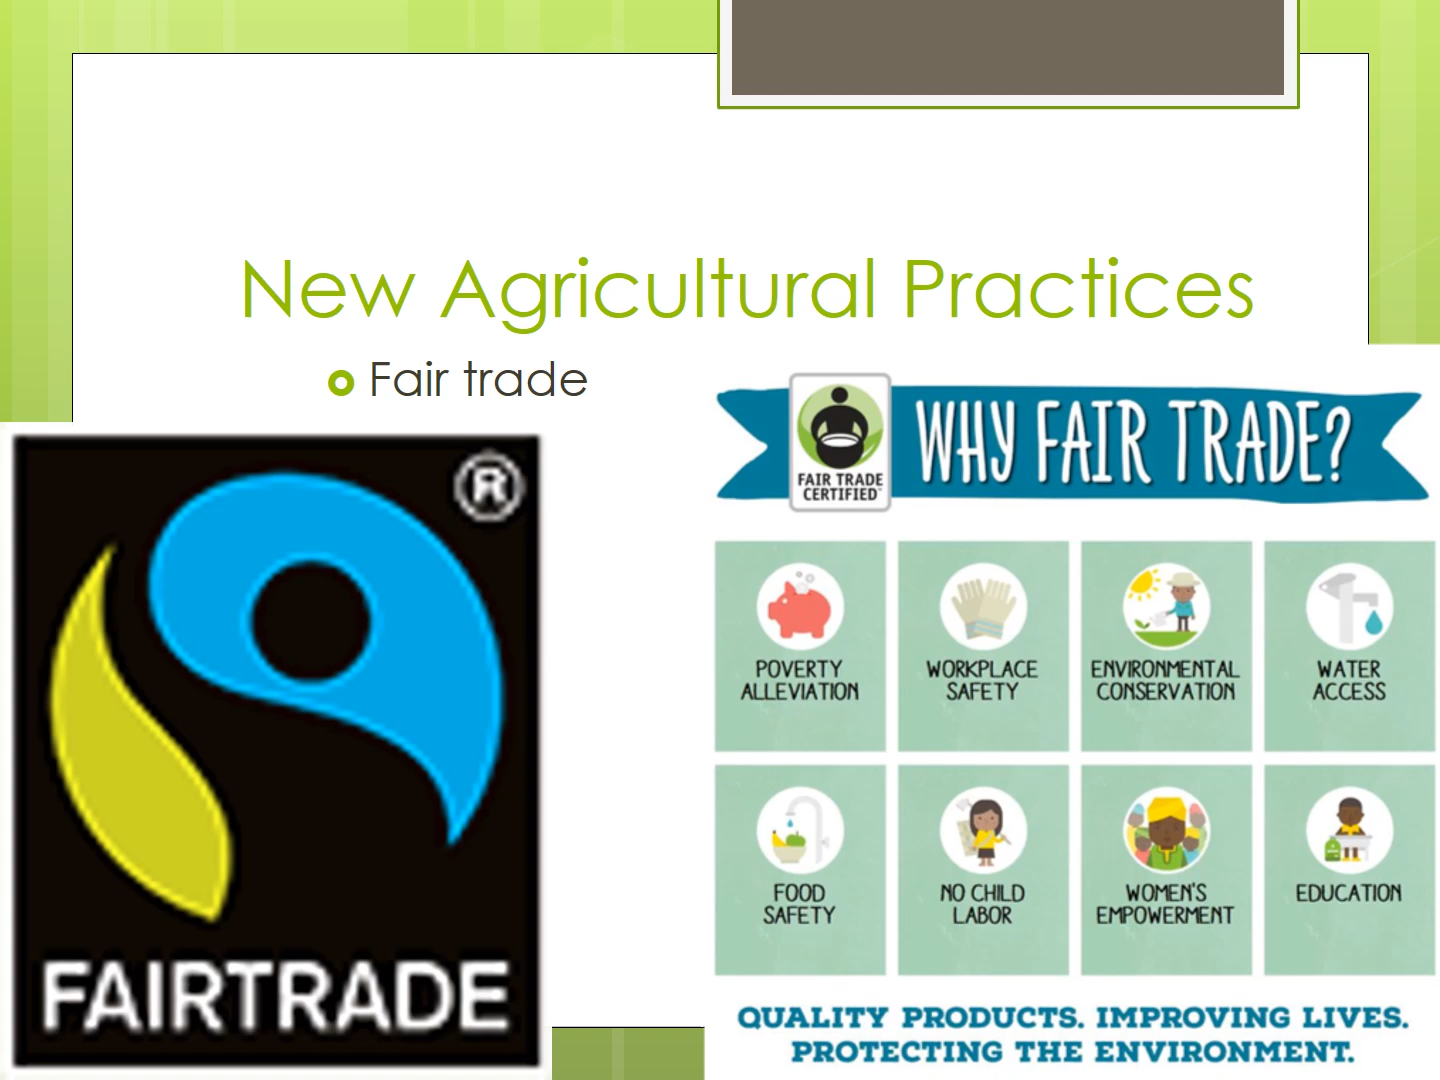 New Agricultural Practices
Fair trade
®
FAIRTRADE
FAIR TRADE
CERTIFIED
WHY FAIR TRADE?
POVERTY
ALLEVIATION
WORKPLACE
SAFETY
ENVIRONMENTAL
CONSERVATION
WATER
ACCESS
FOOD
SAFETY
NO CHILD
LABOR
WOMEN'S
EMPOWERMENT
EDUCATION
QUALITY PRODUCTS. IMPROVING LIVES.
PROTECTING THE ENVIRONMENT.